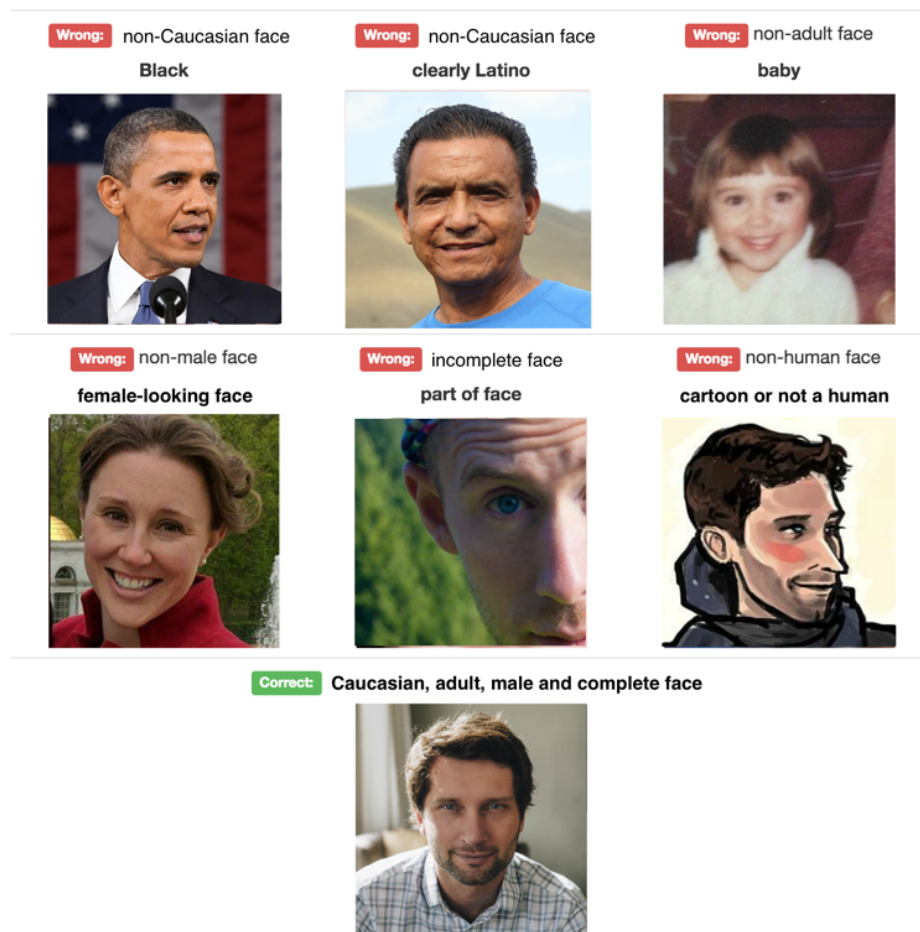 Wrong: non-Caucasian face
Wrong: non-Caucasian face
Wrong: non-adult face
Black
clearly Latino
baby
Wrong: non-male face
Wrong: incomplete face
Wrong: non-human face
female-looking face
part of face
cartoon or not a human
Correct: Caucasian, adult, male and complete face